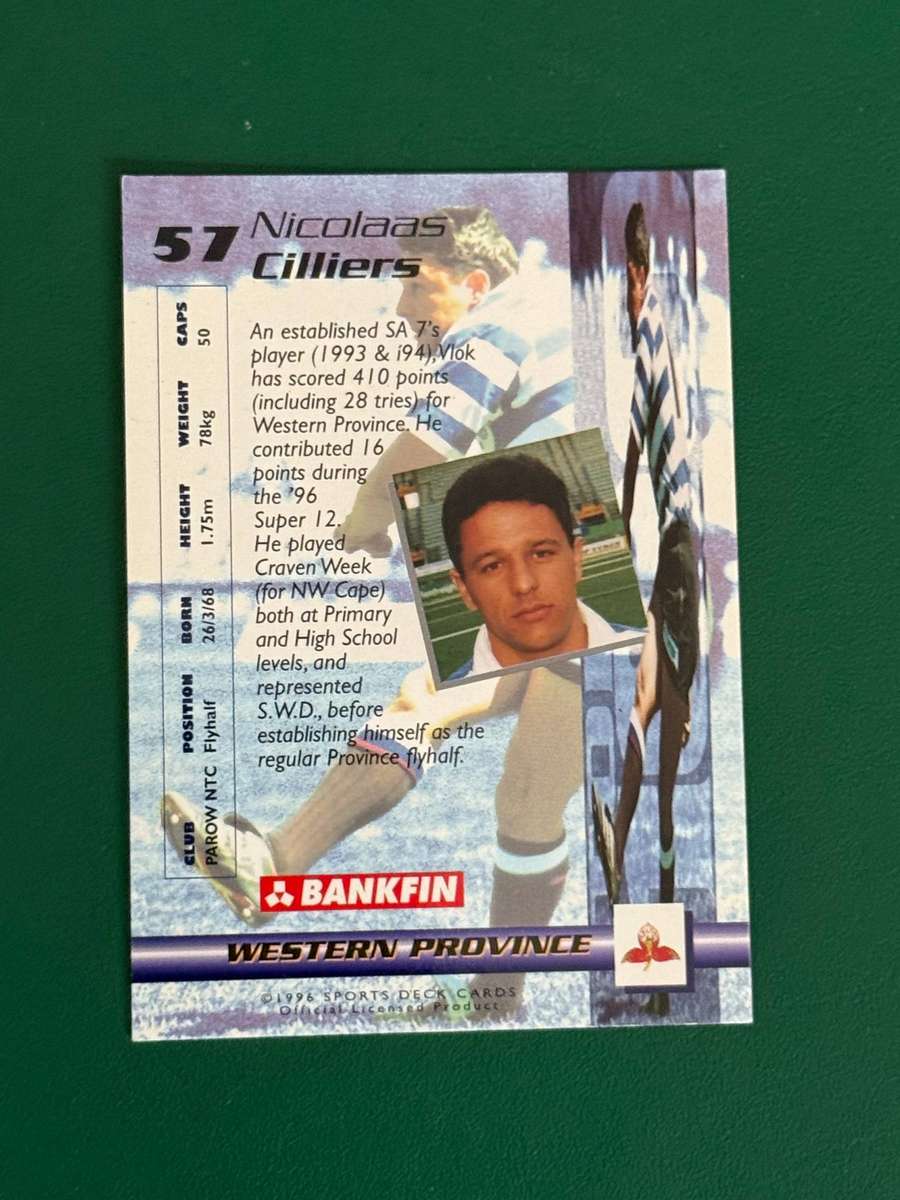 57 Nicolaas
Cilliers
CAPS 50
WEIGHT 78kg
HEIGHT 1.75m
BORN 26/3/68
POSITION Flyhalf
CLUB PAROW NTC
An established SA 7's
player (1993 & i94),Vlok
has scored 410 points
(including 28 tries) for
Western Province. He
contributed 16
points during
the '96
Super 12.
He played
Craven Week
(for NW Cape)
both at Primary
and High School
levels, and
represented
S.W.D., before
establishing himself as the
regular Province flyhalf.
BANKFIN
WESTERN PROVINCE
©1996 SPORTS DECK CARDS
Official Licensed Product